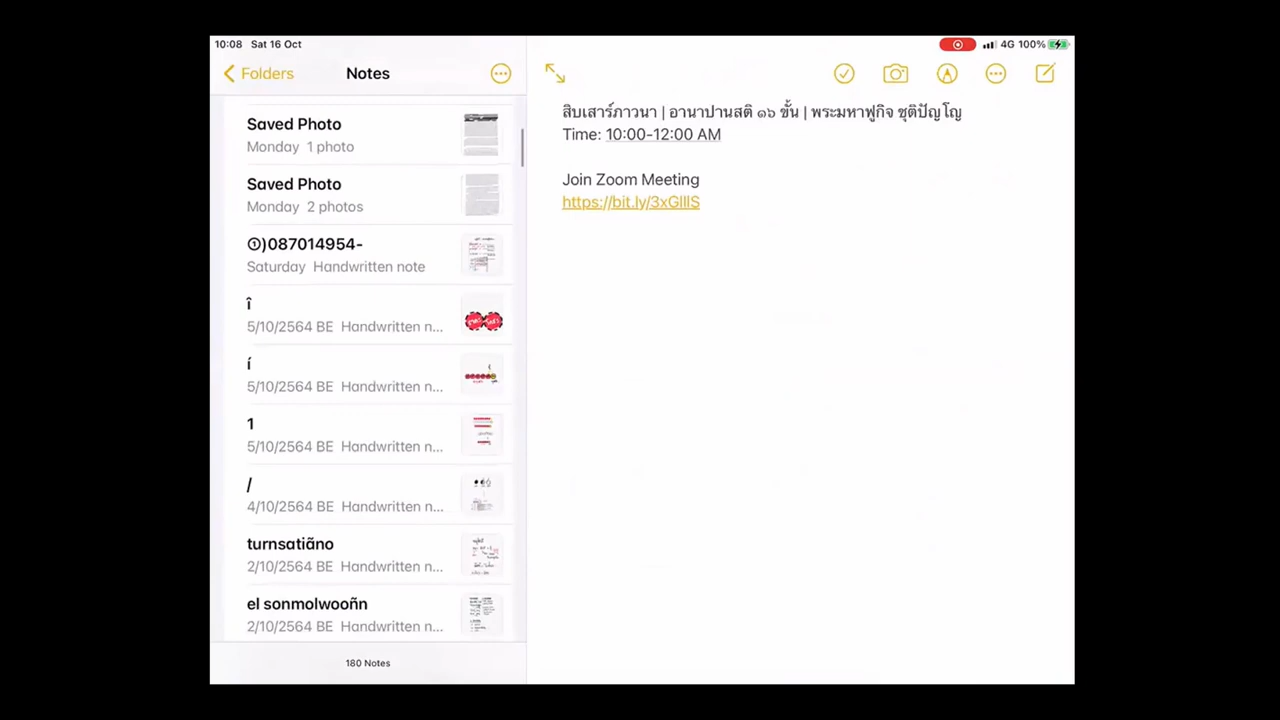 10:08 Sat 16 Oct
4G 100%
Folders
Notes
Saved Photo
Monday 1 photo
Saved Photo
Monday 2 photos
①)087014954-
Saturday Handwritten note
î
5/10/2564 BE Handwritten n...
í
5/10/2564 BE Handwritten n...
1
5/10/2564 BE Handwritten n...
/
4/10/2564 BE Handwritten n...
turnsatiãno
2/10/2564 BE Handwritten n...
el sonmolwooñn
2/10/2564 BE Handwritten n...
180 Notes
สิบเสาร์ภาวนา | อานาปานสติ ๑๖ ขั้น | พระมหาฟูกิจ ชุติปัญโญ
Time: 10:00-12:00 AM
Join Zoom Meeting
https://bit.ly/3xGlllS